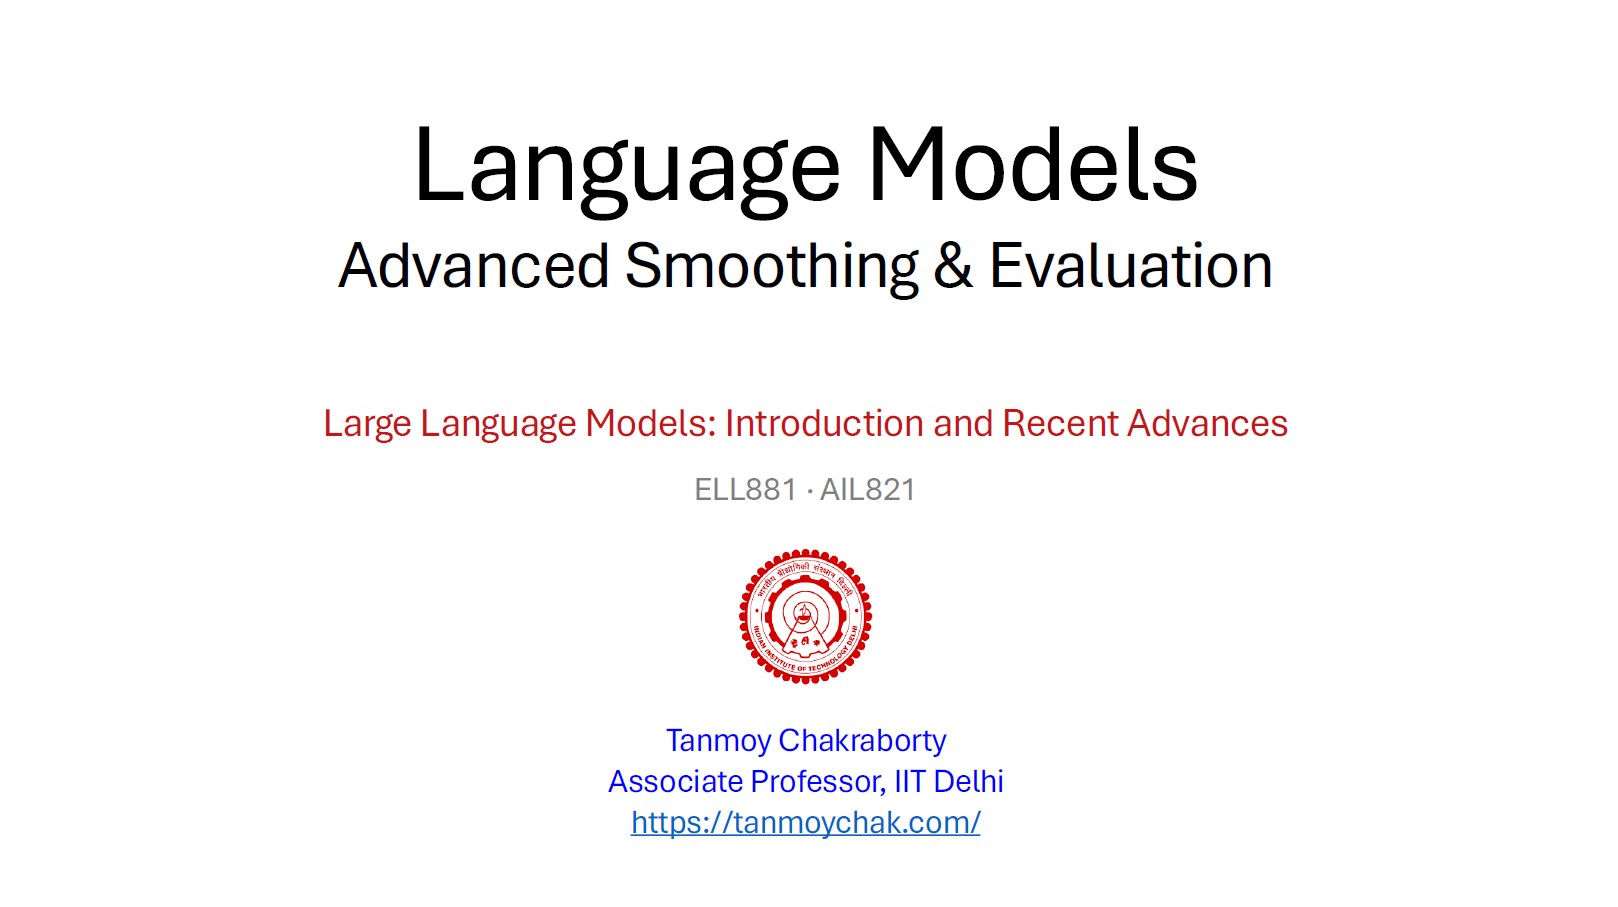 Language Models
Advanced Smoothing & Evaluation
Large Language Models: Introduction and Recent Advances
ELL881 · AIL821
भारतीय प्रौद्योगिकी संस्थान दिल्ली
INDIAN INSTITUTE OF TECHNOLOGY DELHI
Tanmoy Chakraborty
Associate Professor, IIT Delhi
https://tanmoychak.com/